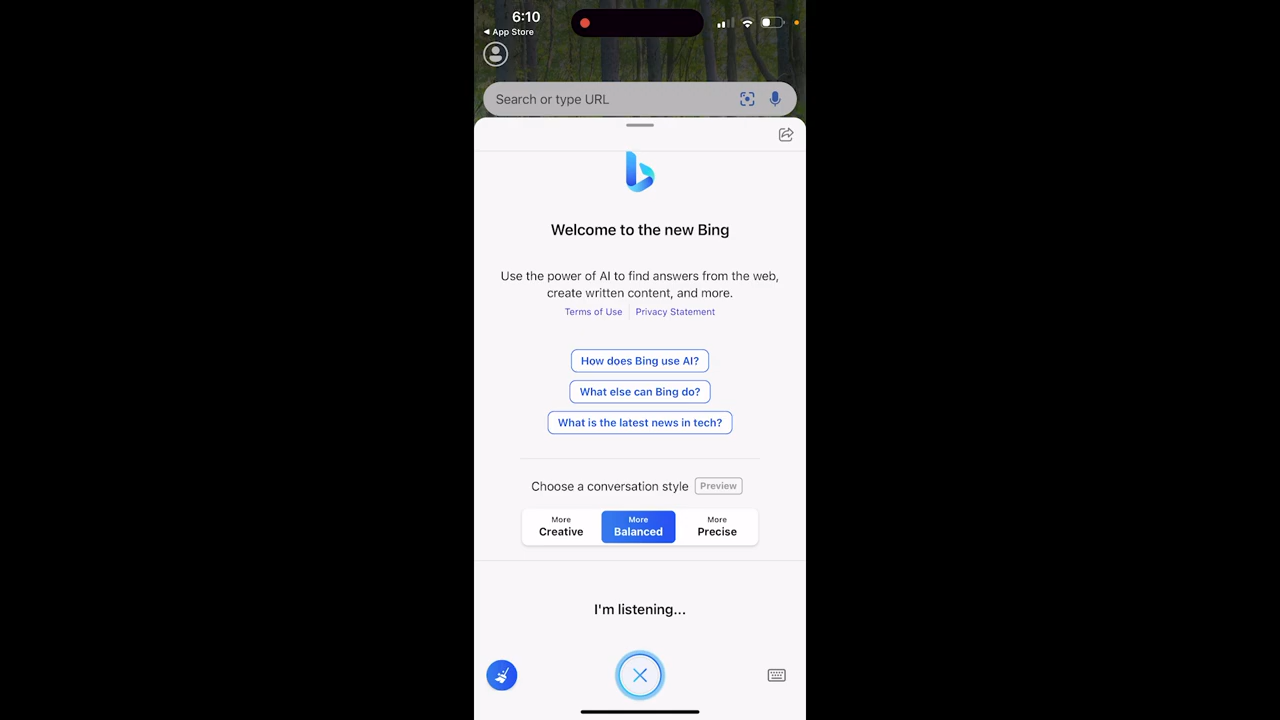 6:10
◀ App Store
Search or type URL
Welcome to the new Bing
Use the power of AI to find answers from the web,
create written content, and more.
Terms of Use Privacy Statement
How does Bing use AI?
What else can Bing do?
What is the latest news in tech?
Choose a conversation style Preview
More More More
Creative Balanced Precise
I'm listening...